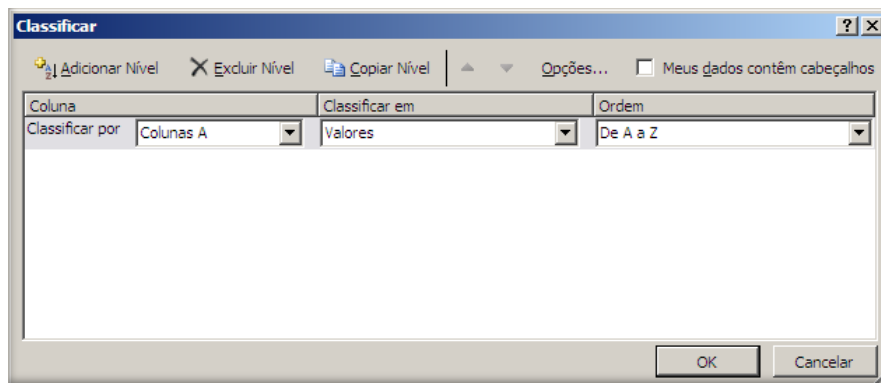 Classificar
Adicionar Nível Excluir Nível Copiar Nível Opções... Meus dados contêm cabeçalhos
Coluna Classificar em Ordem
Classificar por Colunas A Valores De A a Z
OK Cancelar